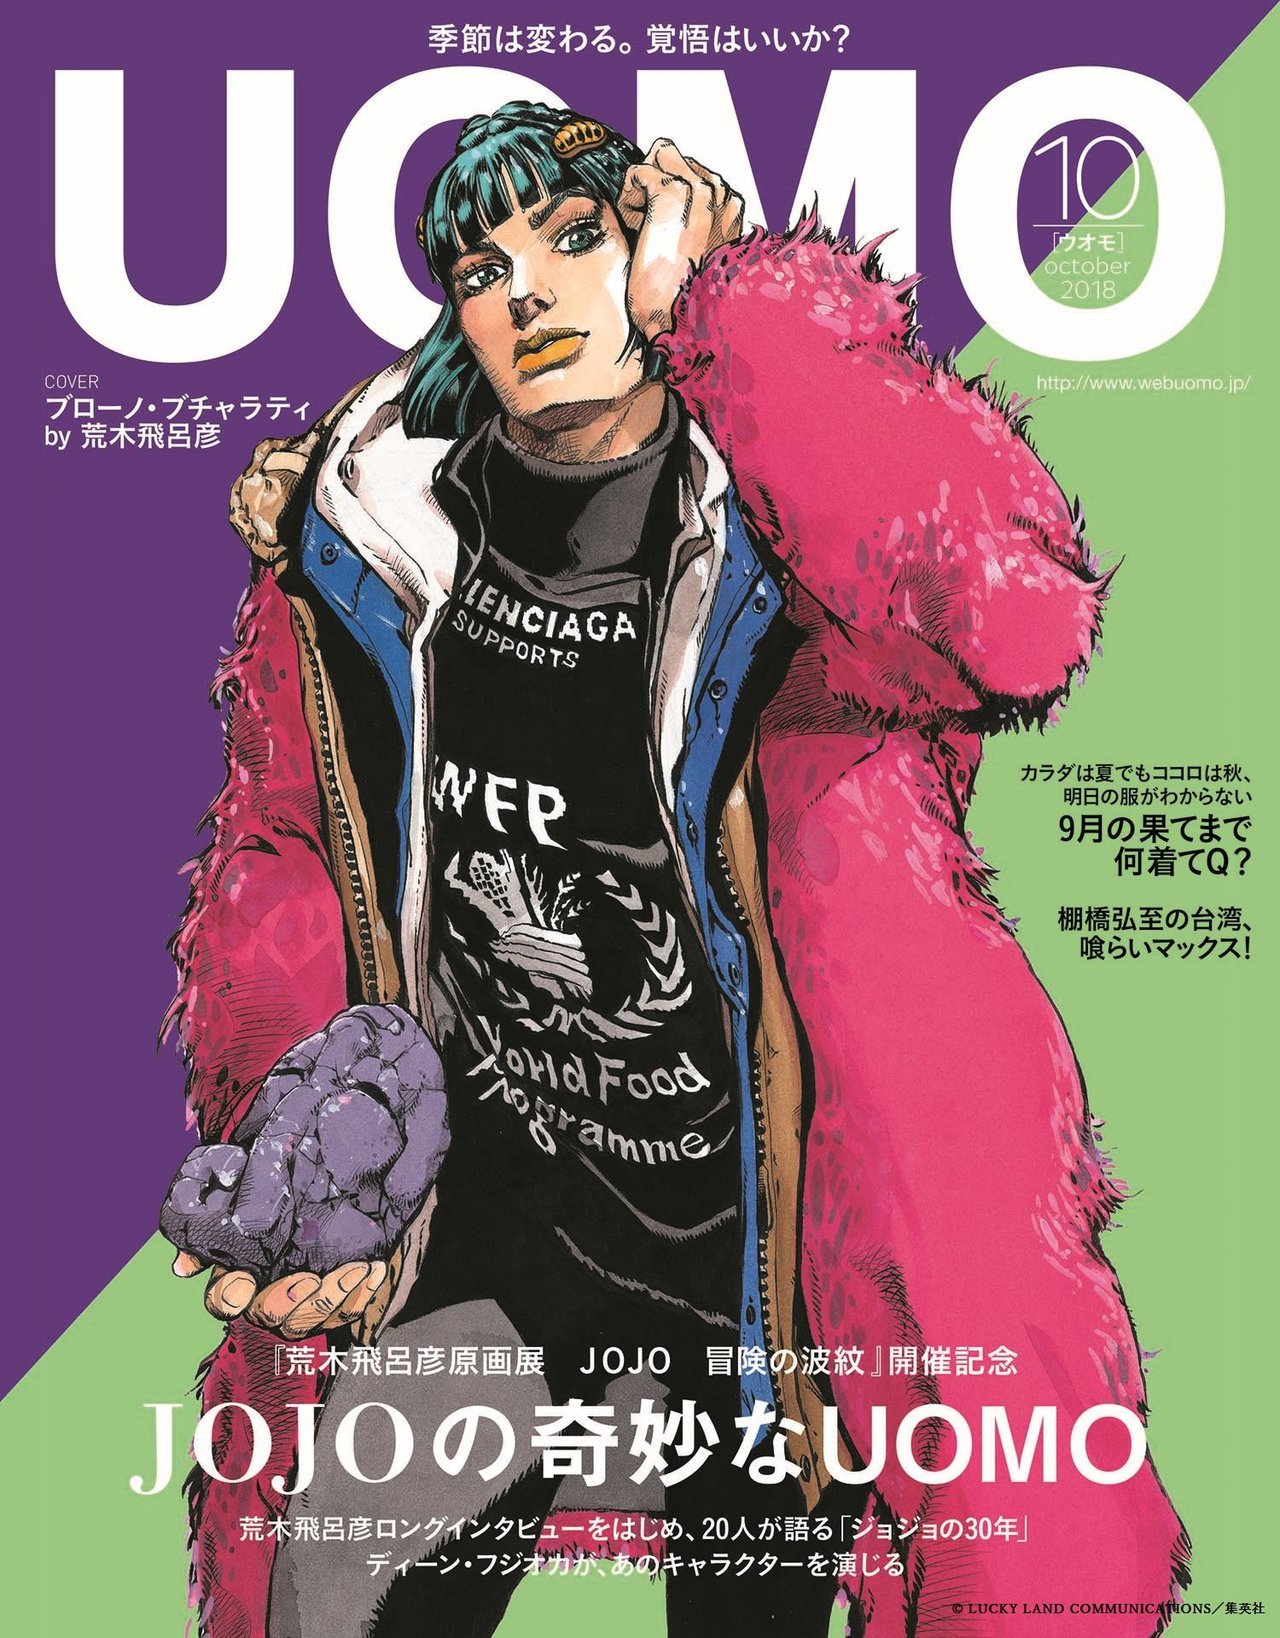 季節は変わる。覚悟はいいか?
UOMO
10
[ウオモ]
october
2018
http://www.webuomo.jp/
COVER
ブローノ・ブチャラティ
by 荒木飛呂彦
LENCIAGA
SUPPORTS
WFP
World Food
Programme
カラダは夏でもココロは秋、
明日の服がわからない
9月の果てまで
何着てQ?
棚橋弘至の台湾、
喰らいマックス!
『荒木飛呂彦原画展 JOJO 冒険の波紋』開催記念
JOJOの奇妙なUOMO
荒木飛呂彦ロングインタビューをはじめ、20人が語る「ジョジョの30年」
ディーン・フジオカが、あのキャラクターを演じる
© LUCKY LAND COMMUNICATIONS／集英社